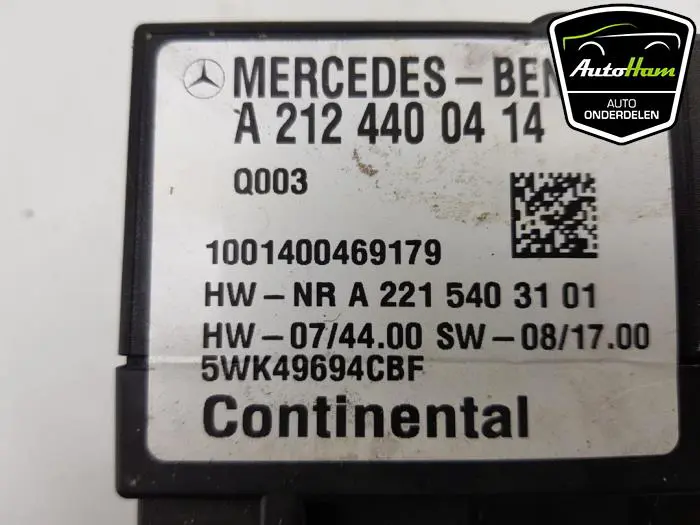 MERCEDES-BEN
A 212 440 04 14
Q003
1001400469179
HW-NR A 221 540 31 01
HW-07/44.00 SW-08/17.00
5WK49694CBF
Continental
AutoHam
AUTO
ONDERDELEN